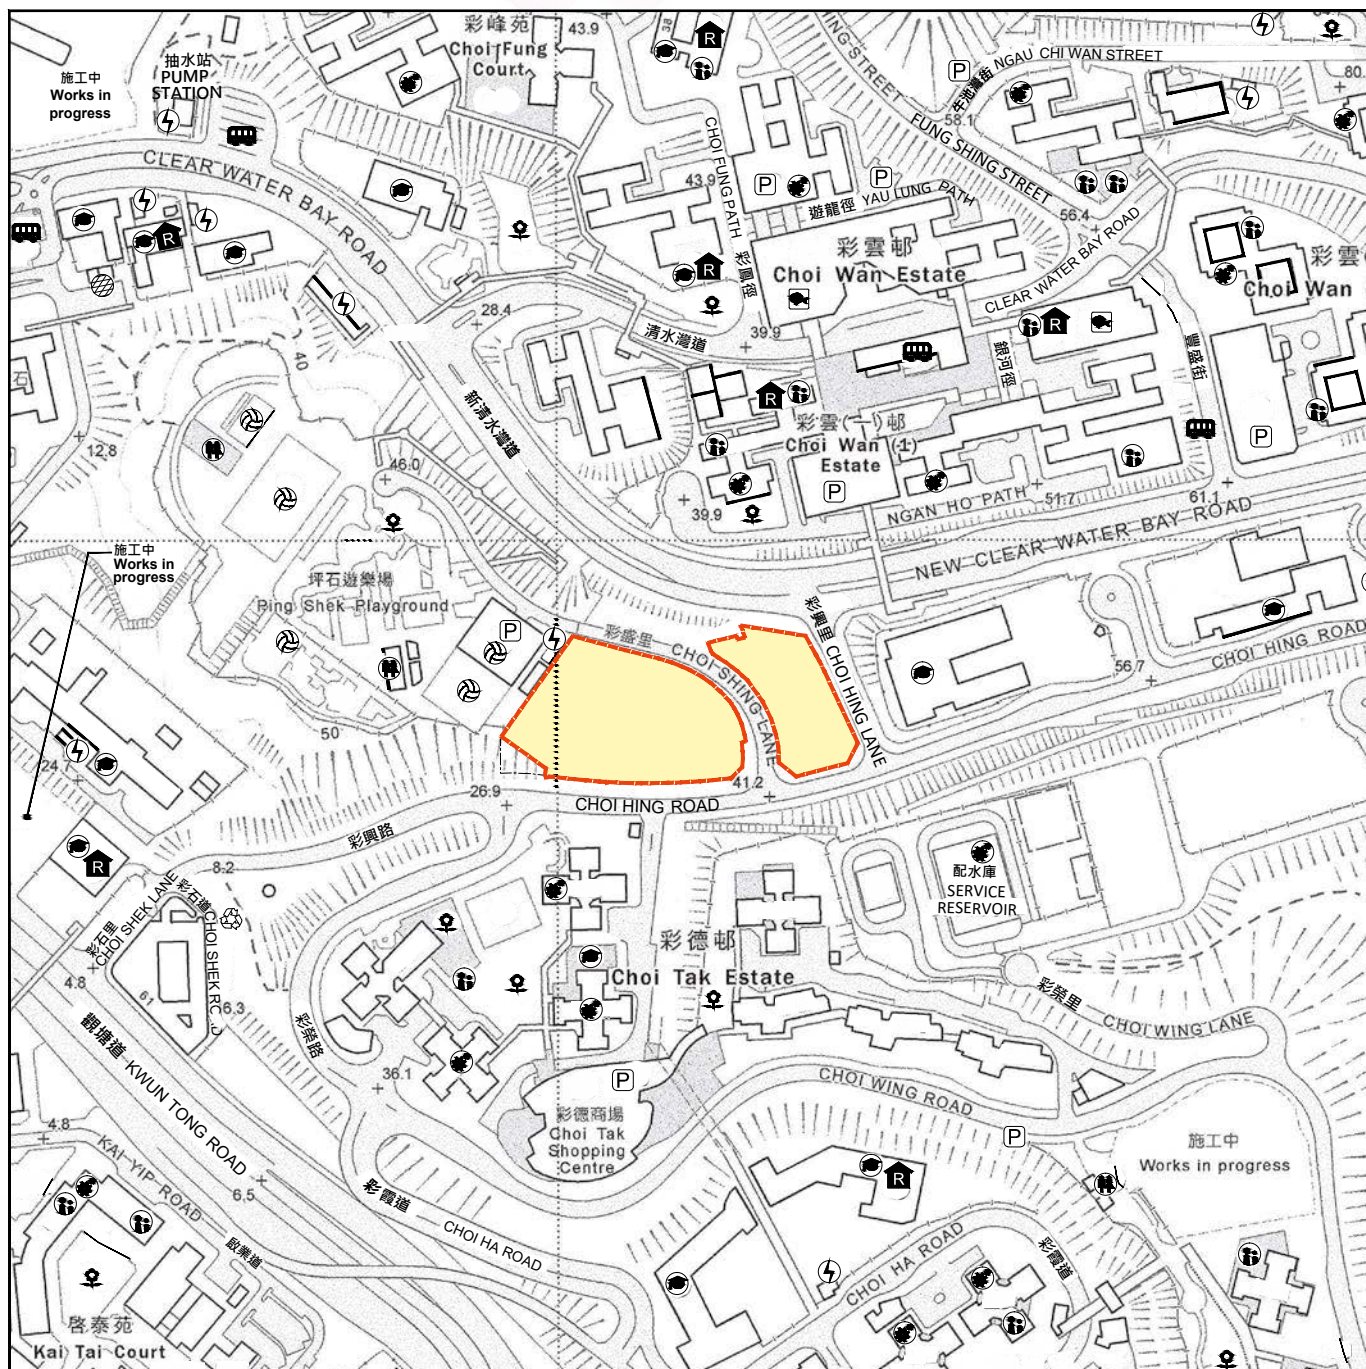 彩峰苑
Choi Fung
Court
43.9
38
抽水站
PUMP
STATION
施工中
Works in
progress
CLEAR WATER BAY ROAD
CHOI FUNG PATH 彩鳳徑
43.9
P
P
遊龍徑 YAU LUNG PATH
FUNG SHING STREET
牛池灣街 NGAU CHI WAN STREET
P
58.1
80
56.4
CLEAR WATER BAY ROAD
彩雲邨
Choi Wan Estate
彩雲
Choi Wan
R
R
R
R
R
28.4
清水灣道
39.9
40
12.8
46.0
新清水灣道
銀河徑
豐盛街
彩雲(一)邨
Choi Wan (1)
Estate
P
P
39.9
NGAN HO PATH
51.7
61.1
NEW CLEAR WATER BAY ROAD
施工中
Works in
progress
坪石遊樂場
Ping Shek Playground
P
彩盛里
CHOI SHING LANE
彩興里 CHOI HING LANE
CHOI HING ROAD
56.7
50
24.7
26.9
41.2
CHOI HING ROAD
彩興路
8.2
R
彩石里
CHOI SHEK LANE
彩石道
4.8
61
6.3
配水庫
SERVICE
RESERVOIR
彩德邨
Choi Tak Estate
彩榮里
CHOI WING LANE
彩榮路
36.1
觀塘道 KWUN TONG ROAD
P
彩德商場
Choi Tak
Shopping
Centre
CHOI WING ROAD
P
施工中
Works in progress
4.8
KAI YIP ROAD
啟業道
6.5
彩霞道
CHOI HA ROAD
R
CHOI HA ROAD
彩霞道
啓泰苑
Kai Tai Court